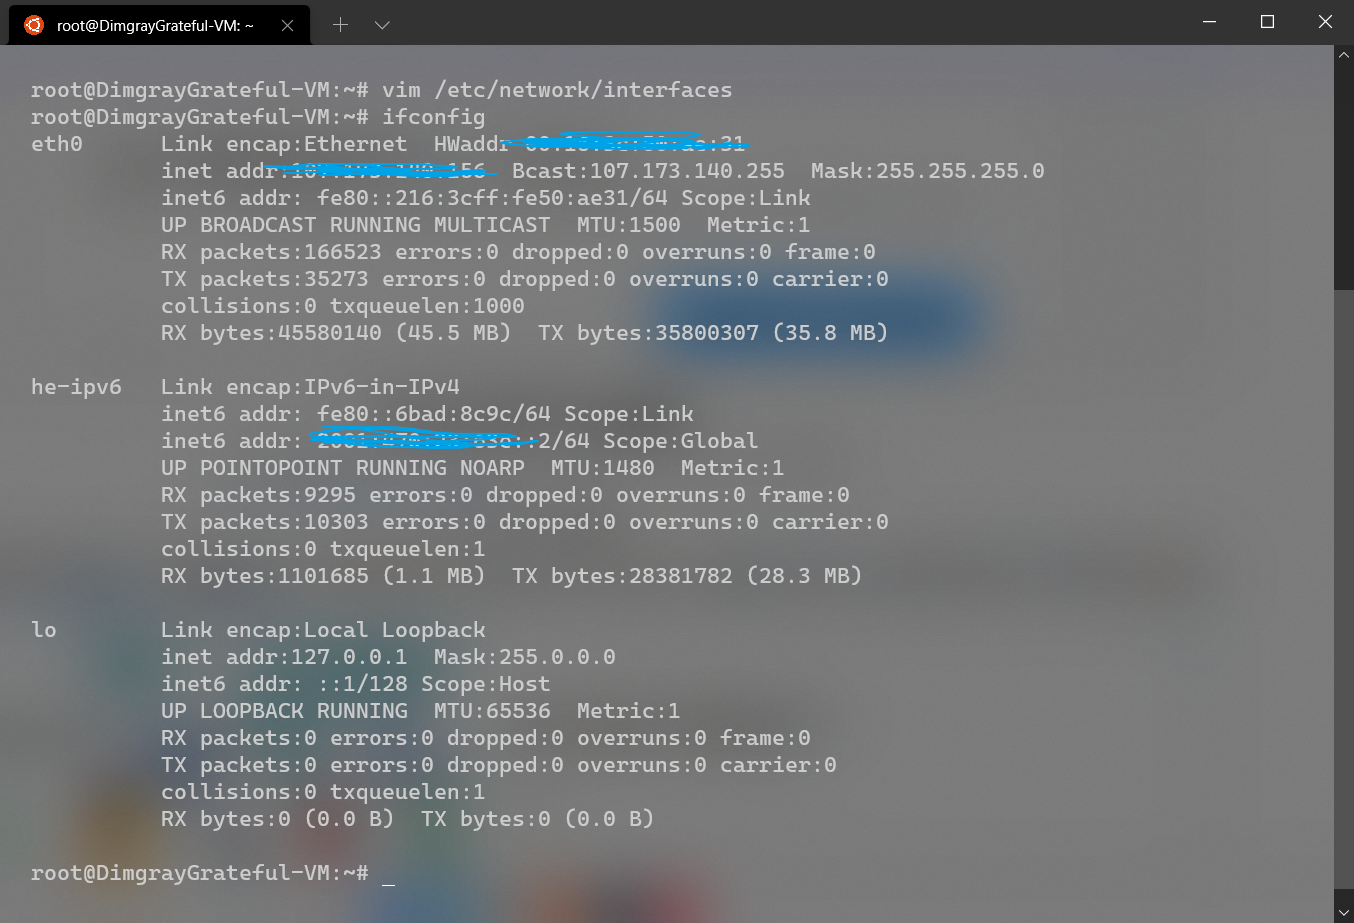 root@DimgrayGrateful-VM: ~
root@DimgrayGrateful-VM:~# vim /etc/network/interfaces
root@DimgrayGrateful-VM:~# ifconfig
eth0 Link encap:Ethernet HWaddr
inet addr: Bcast:107.173.140.255 Mask:255.255.255.0
inet6 addr: fe80::216:3cff:fe50:ae31/64 Scope:Link
UP BROADCAST RUNNING MULTICAST MTU:1500 Metric:1
RX packets:166523 errors:0 dropped:0 overruns:0 frame:0
TX packets:35273 errors:0 dropped:0 overruns:0 carrier:0
collisions:0 txqueuelen:1000
RX bytes:45580140 (45.5 MB) TX bytes:35800307 (35.8 MB)
he-ipv6 Link encap:IPv6-in-IPv4
inet6 addr: fe80::6bad:8c9c/64 Scope:Link
inet6 addr: ::2/64 Scope:Global
UP POINTOPOINT RUNNING NOARP MTU:1480 Metric:1
RX packets:9295 errors:0 dropped:0 overruns:0 frame:0
TX packets:10303 errors:0 dropped:0 overruns:0 carrier:0
collisions:0 txqueuelen:1
RX bytes:1101685 (1.1 MB) TX bytes:28381782 (28.3 MB)
lo Link encap:Local Loopback
inet addr:127.0.0.1 Mask:255.0.0.0
inet6 addr: ::1/128 Scope:Host
UP LOOPBACK RUNNING MTU:65536 Metric:1
RX packets:0 errors:0 dropped:0 overruns:0 frame:0
TX packets:0 errors:0 dropped:0 overruns:0 carrier:0
collisions:0 txqueuelen:1
RX bytes:0 (0.0 B) TX bytes:0 (0.0 B)
root@DimgrayGrateful-VM:~# _